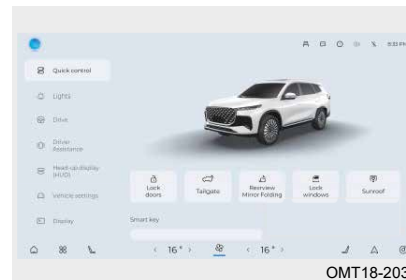 Quick control
Lights
Drive
Driver
Assistance
Head-up display
(HUD)
Vehicle settings
Display
Lock
doors
Tailgate
Rearview
Mirror Folding
Lock
windows
Sunroof
Smart key
16°
16°
OMT18-203